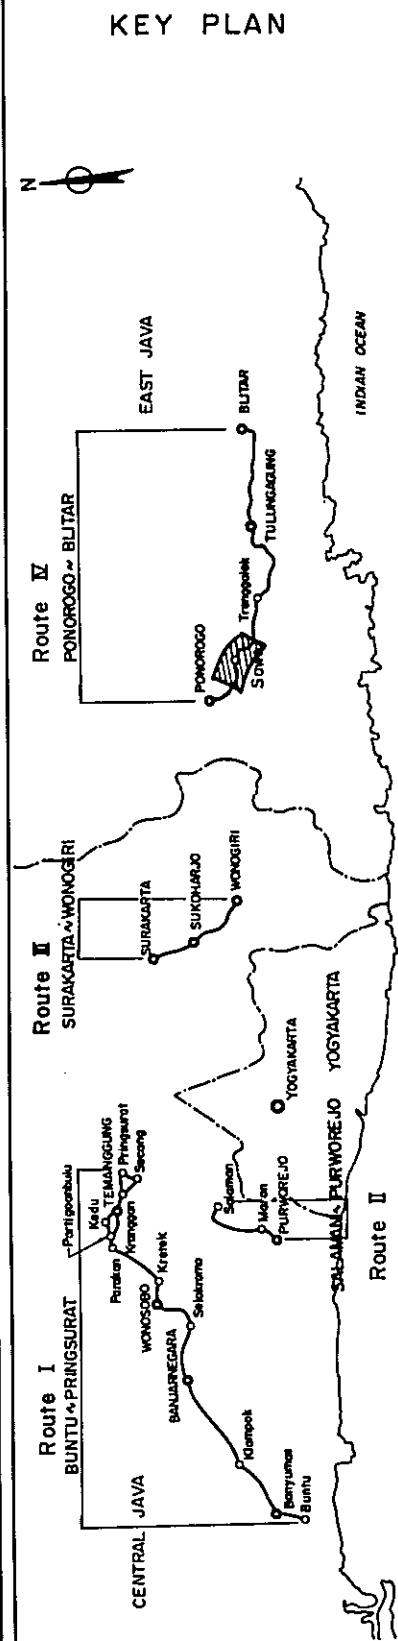 KEY PLAN
N
Route I
BUNTU~PRINGSURAT
CENTRAL JAVA
Buntu
Banyumas
Klampok
BANJARNEGARA
Selokromo
WONOSOBO
Kretek
Parakan
Kedu
Kranggan
TEMANGGUNG
Pringsurat
Secang
Route II
SALAMAN~PURWOREJO
Salaman
Maron
PURWOREJO
YOGYAKARTA
YOGYAKARTA
Route II
SURAKARTA~WONOGIRI
SURAKARTA
SUKOHARJO
WONOGIRI
Route IV
PONOROGO~BLITAR
PONOROGO
Trenggalek
TULUNGAGUNG
BLITAR
EAST JAVA
INDIAN OCEAN